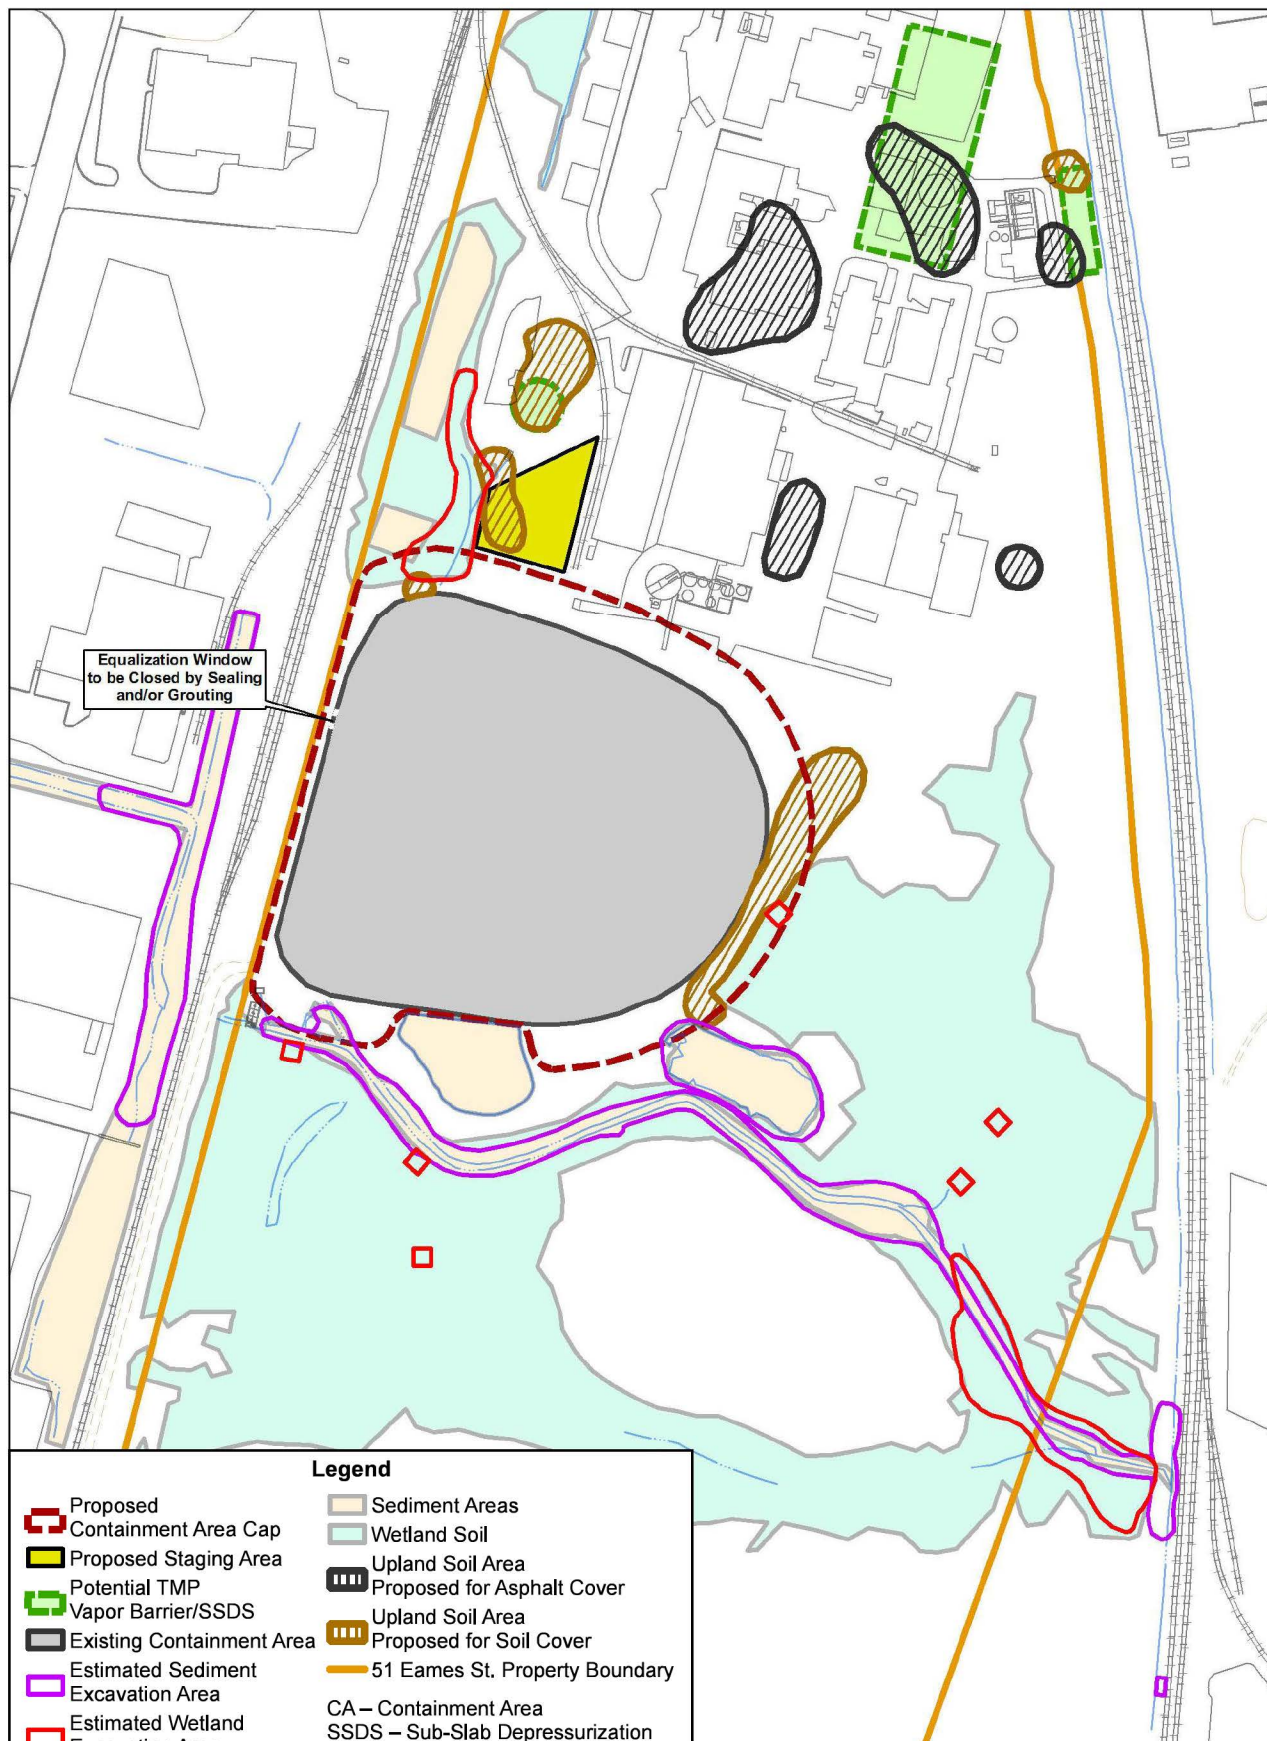 Equalization Window
to be Closed by Sealing
and/or Grouting
Legend
Proposed
Containment Area Cap
Proposed Staging Area
Potential TMP
Vapor Barrier/SSDS
Existing Containment Area
Estimated Sediment
Excavation Area
Estimated Wetland
Sediment Areas
Wetland Soil
Upland Soil Area
Proposed for Asphalt Cover
Upland Soil Area
Proposed for Soil Cover
51 Eames St. Property Boundary
CA – Containment Area
SSDS – Sub-Slab Depressurization